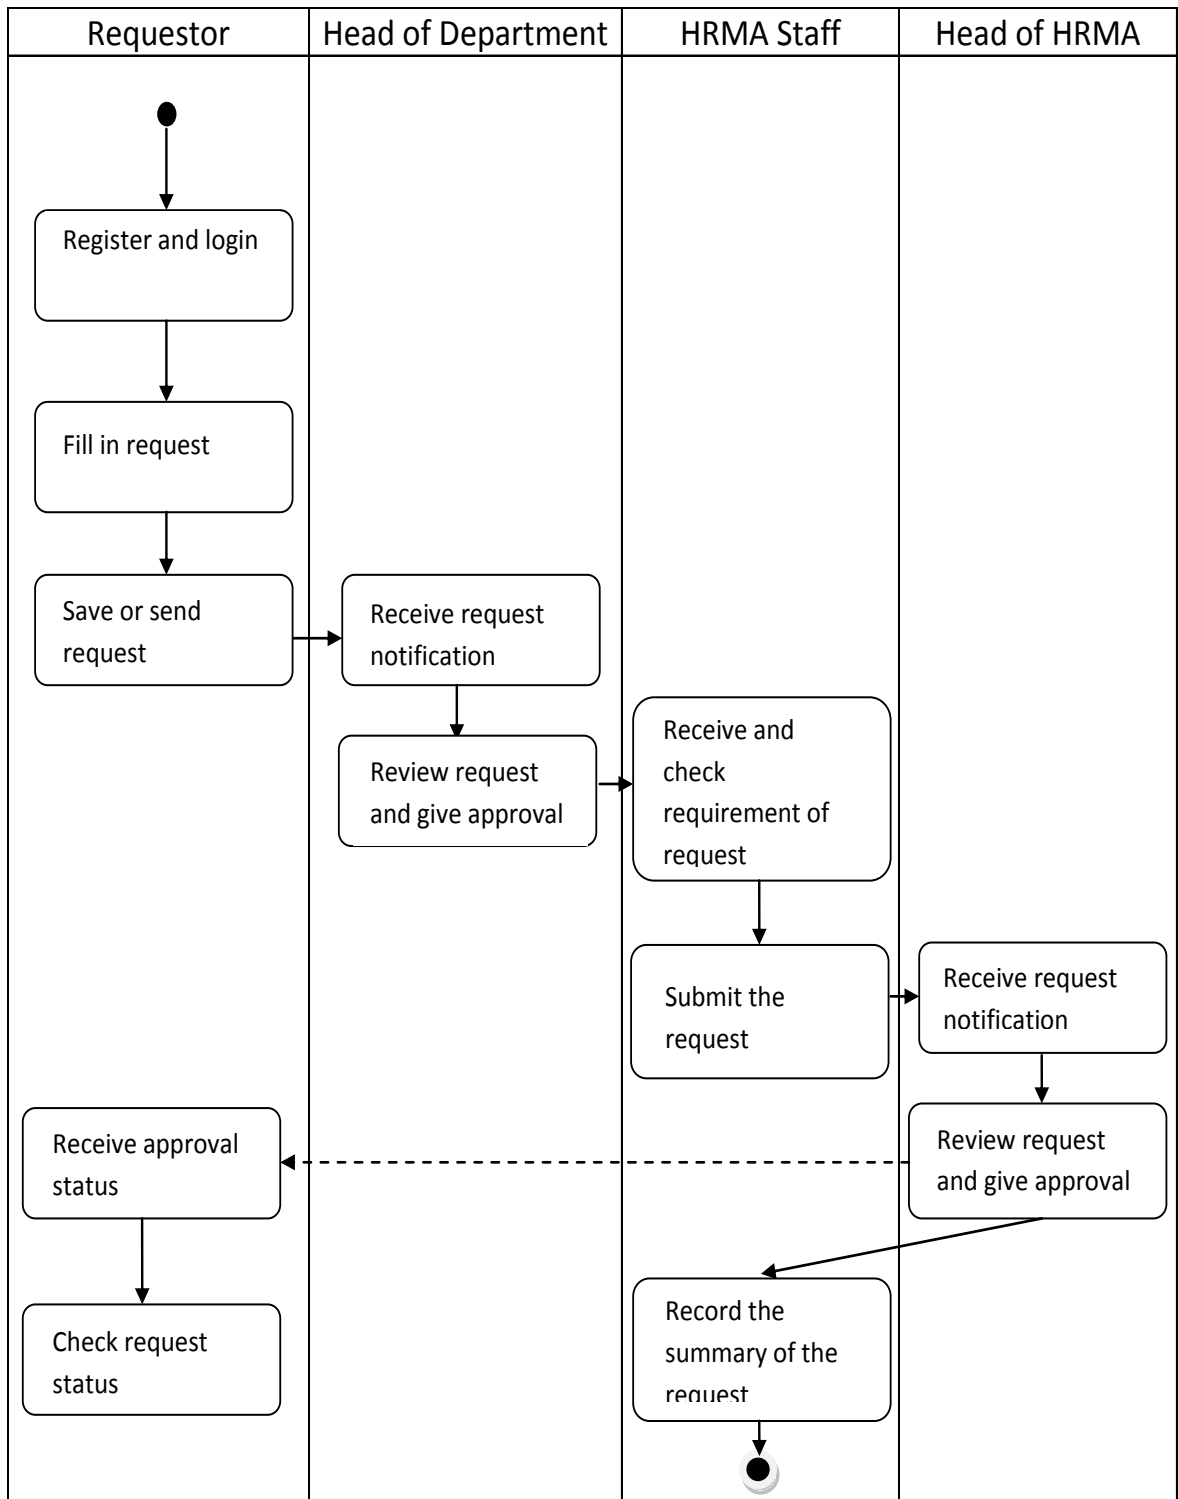 Requestor
Head of Department
HRMA Staff
Head of HRMA
Register and login
Fill in request
Save or send
request
Receive request
notification
Review request
and give approval
Receive and
check
requirement of
request
Submit the
request
Receive request
notification
Review request
and give approval
Receive approval
status
Check request
status
Record the
summary of the
request